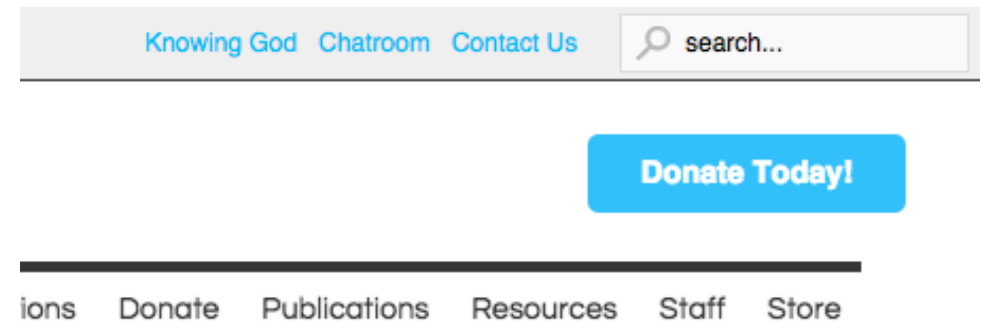 Knowing God Chatroom Contact Us search...
Donate Today!
ions Donate Publications Resources Staff Store